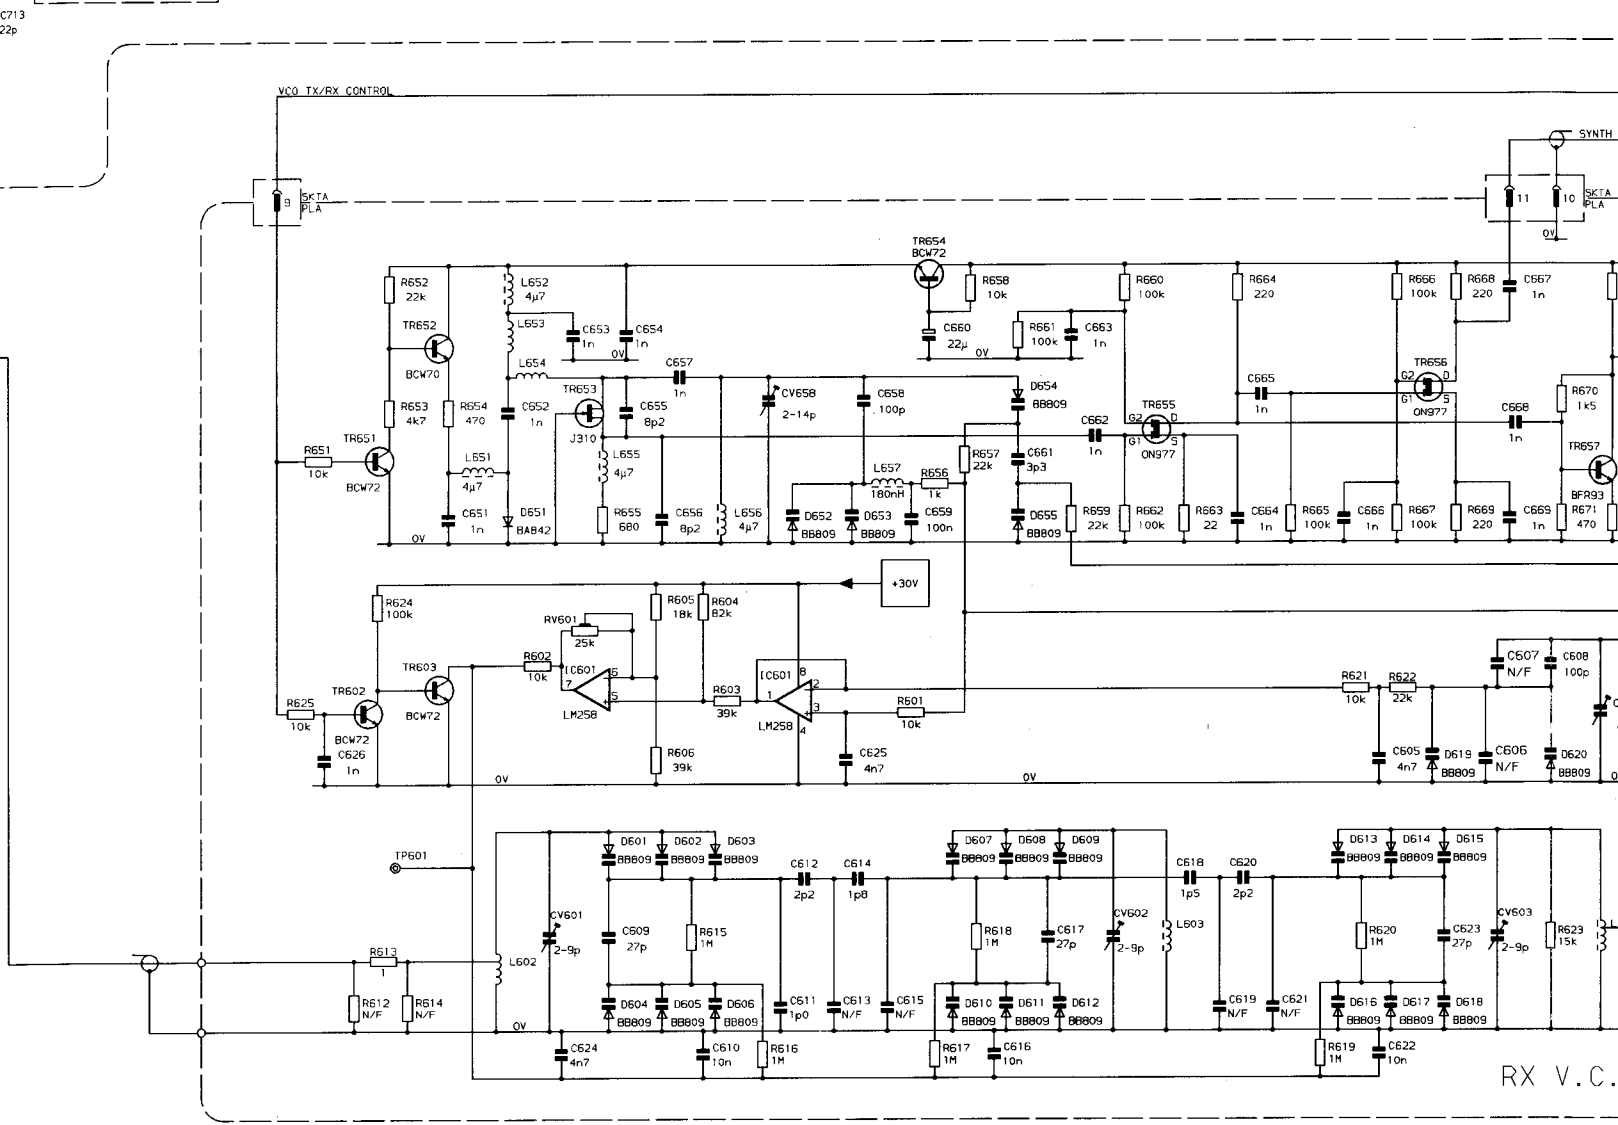 C713
22p
VCO TX/RX CONTROL
SYNTH
9
SKTA
PLA
11
10
SKTA
PLA
0V
TR654
BCW72
R652
22k
L652
4µ7
R658
10k
R660
100k
R664
220
R666
100k
R668
220
C667
1n
TR652
BCW70
L653
C653
1n
C654
1n
0V
C660
22µ
0V
R661
100k
C663
1n
L654
C657
1n
TR656
G2
D
G1
S
ON977
R653
4k7
R654
470
C652
1n
TR653
J310
C655
8p2
CV658
2-14p
C658
100p
D654
BB809
C665
1n
R670
1k5
TR655
G2
D
G1
S
ON977
C662
1n
C668
1n
TR657
BFR93
R651
10k
TR651
BCW72
L651
4µ7
L655
4µ7
L657
180nH
R656
1k
R657
22k
C661
3p3
C651
1n
D651
BA842
R655
680
C656
8p2
L656
4µ7
D652
BB809
D653
BB809
C659
100n
D655
BB809
R659
22k
R662
100k
R663
22
C664
1n
R665
100k
C666
1n
R667
100k
R669
220
C669
1n
R671
470
0V
+30V
R624
100k
RV601
25k
R605
18k
R604
82k
TR603
BCW72
R602
10k
IC601
6
7
5
LM258
R603
39k
IC601
8
2
1
3
4
LM258
R601
10k
R621
10k
R622
22k
C607
N/F
C608
100p
R625
10k
TR602
BCW72
C626
1n
R606
39k
C625
4n7
C605
4n7
D619
BB809
C606
N/F
D620
BB809
0V
0V
TP601
D601
BB809
D602
BB809
D603
BB809
C612
2p2
C614
1p8
D607
BB809
D608
BB809
D609
BB809
C618
1p5
C620
2p2
D613
BB809
D614
BB809
D615
BB809
CV601
2-9p
C609
27p
R615
1M
R618
1M
C617
27p
CV602
2-9p
L603
R620
1M
C623
27p
CV603
2-9p
R623
15k
R613
1
L602
R612
N/F
R614
N/F
D604
BB809
D605
BB809
D606
BB809
C611
1p0
C613
N/F
C615
N/F
D610
BB809
D611
BB809
D612
BB809
C619
N/F
C621
N/F
D616
BB809
D617
BB809
D618
BB809
0V
C624
4n7
C610
10n
R616
1M
R617
1M
C616
10n
R619
1M
C622
10n
RX V.C.